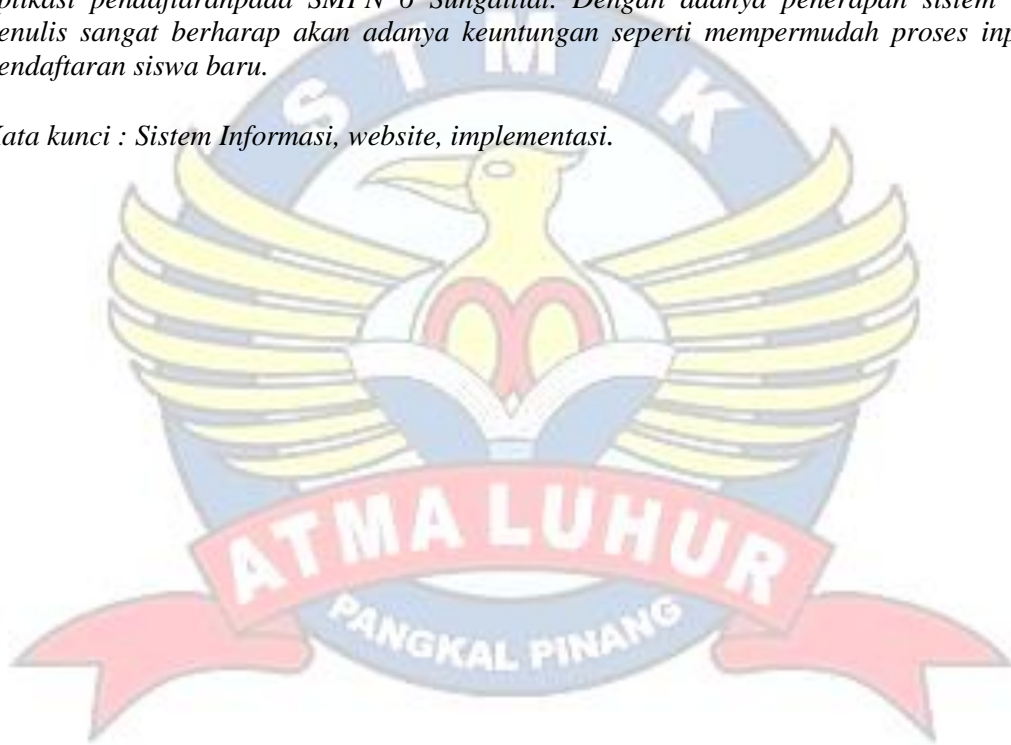 pendaftaranpada SMPN 6 Sungailiat. Dengan adanya penerapan sistem
sangat berharap akan adanya keuntungan seperti mempermudah proses
siswa baru.
kunci : Sistem Informasi, website, implementasi.
STMIK
ATMA LUHUR
PANGKAL PINANG